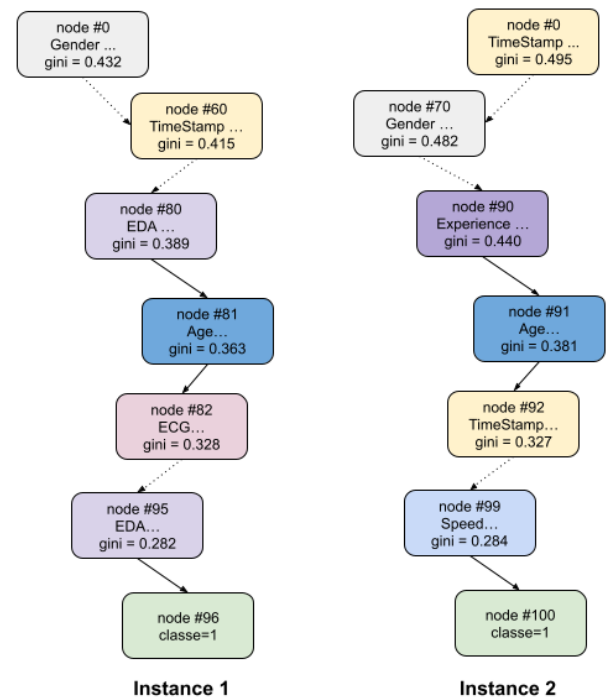 node #0
Gender ...
gini = 0.432
node #60
TimeStamp ...
gini = 0.415
node #80
EDA ...
gini = 0.389
node #81
Age...
gini = 0.363
node #82
ECG...
gini = 0.328
node #95
EDA...
gini = 0.282
node #96
classe=1
Instance 1
node #0
TimeStamp ...
gini = 0.495
node #70
Gender ...
gini = 0.482
node #90
Experience ...
gini = 0.440
node #91
Age...
gini = 0.381
node #92
TimeStamp...
gini = 0.327
node #99
Speed...
gini = 0.284
node #100
classe=1
Instance 2